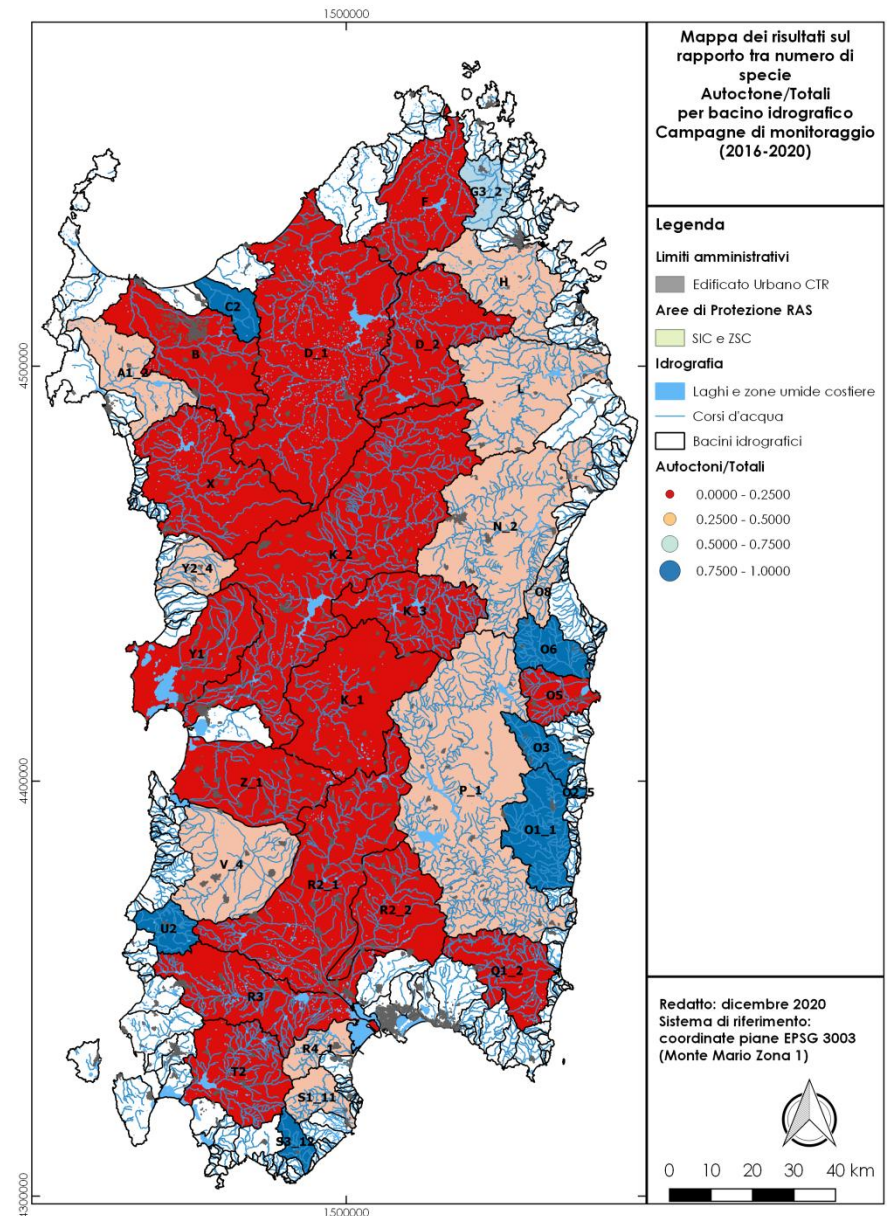 1500000
Mappa dei risultati sul
rapporto tra numero di
specie
Autoctone/Totali
per bacino idrografico
Campagne di monitoraggio
(2016-2020)
Legenda
Limiti amministrativi
Edificato Urbano CTR
Aree di Protezione RAS
SIC e ZSC
Idrografia
Laghi e zone umide costiere
Corsi d'acqua
Bacini idrografici
Autoctoni/Totali
0.0000 - 0.2500
0.2500 - 0.5000
0.5000 - 0.7500
0.7500 - 1.0000
Redatto: dicembre 2020
Sistema di riferimento:
coordinate piane EPSG 3003
(Monte Mario Zona 1)
0 10 20 30 40 km
4500000
4400000
4300000
1500000
G3_2
F
H
C2
B
D_1
D_2
L
X
N_2
K_2
Y2_4
O8
K_3
O6
Y1
O5
K_1
O3
Z_1
P_1
O1_1
V_4
R2_1
R2_2
U2
Q1_2
R3
R4_1
T2
S1_11
S3_12